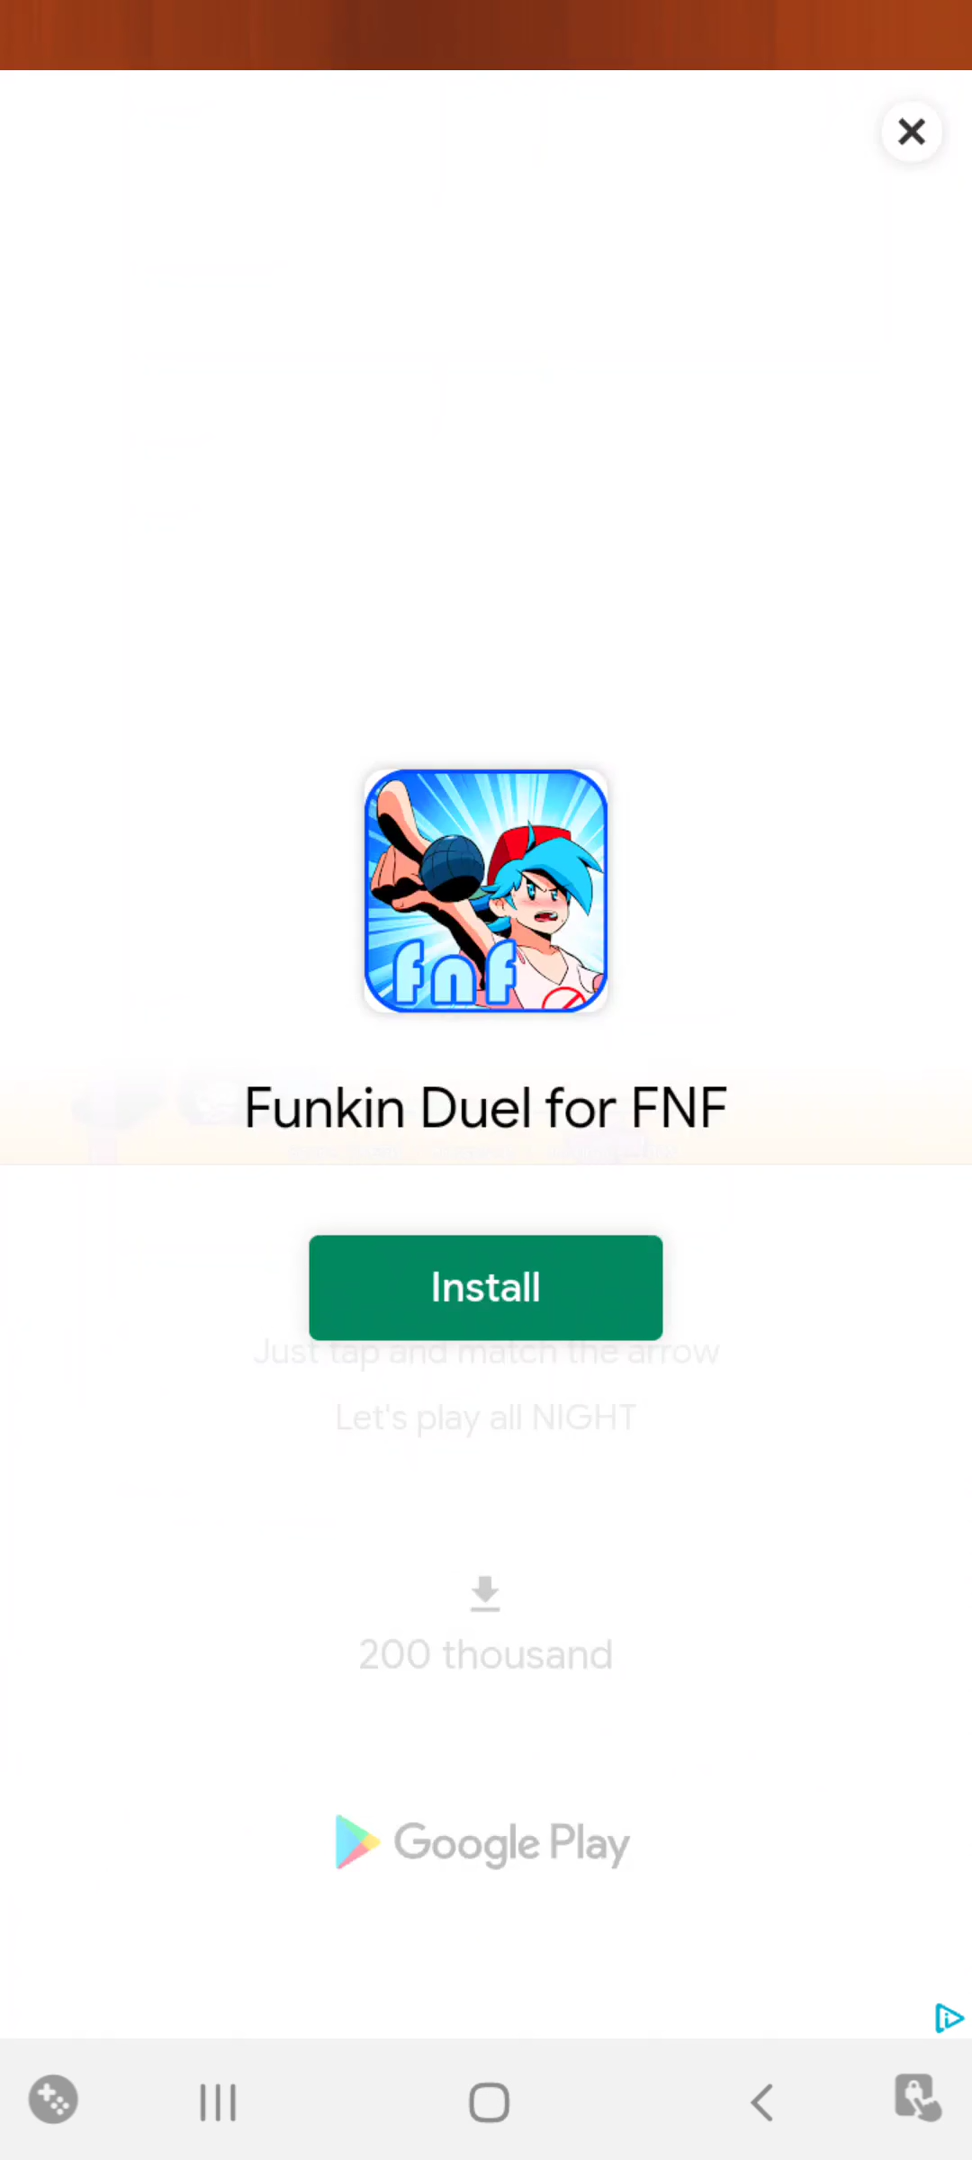 fnf
Funkin Duel for FNF
Install
Just tap and match the arrow
Let's play all NIGHT
200 thousand
Google Play